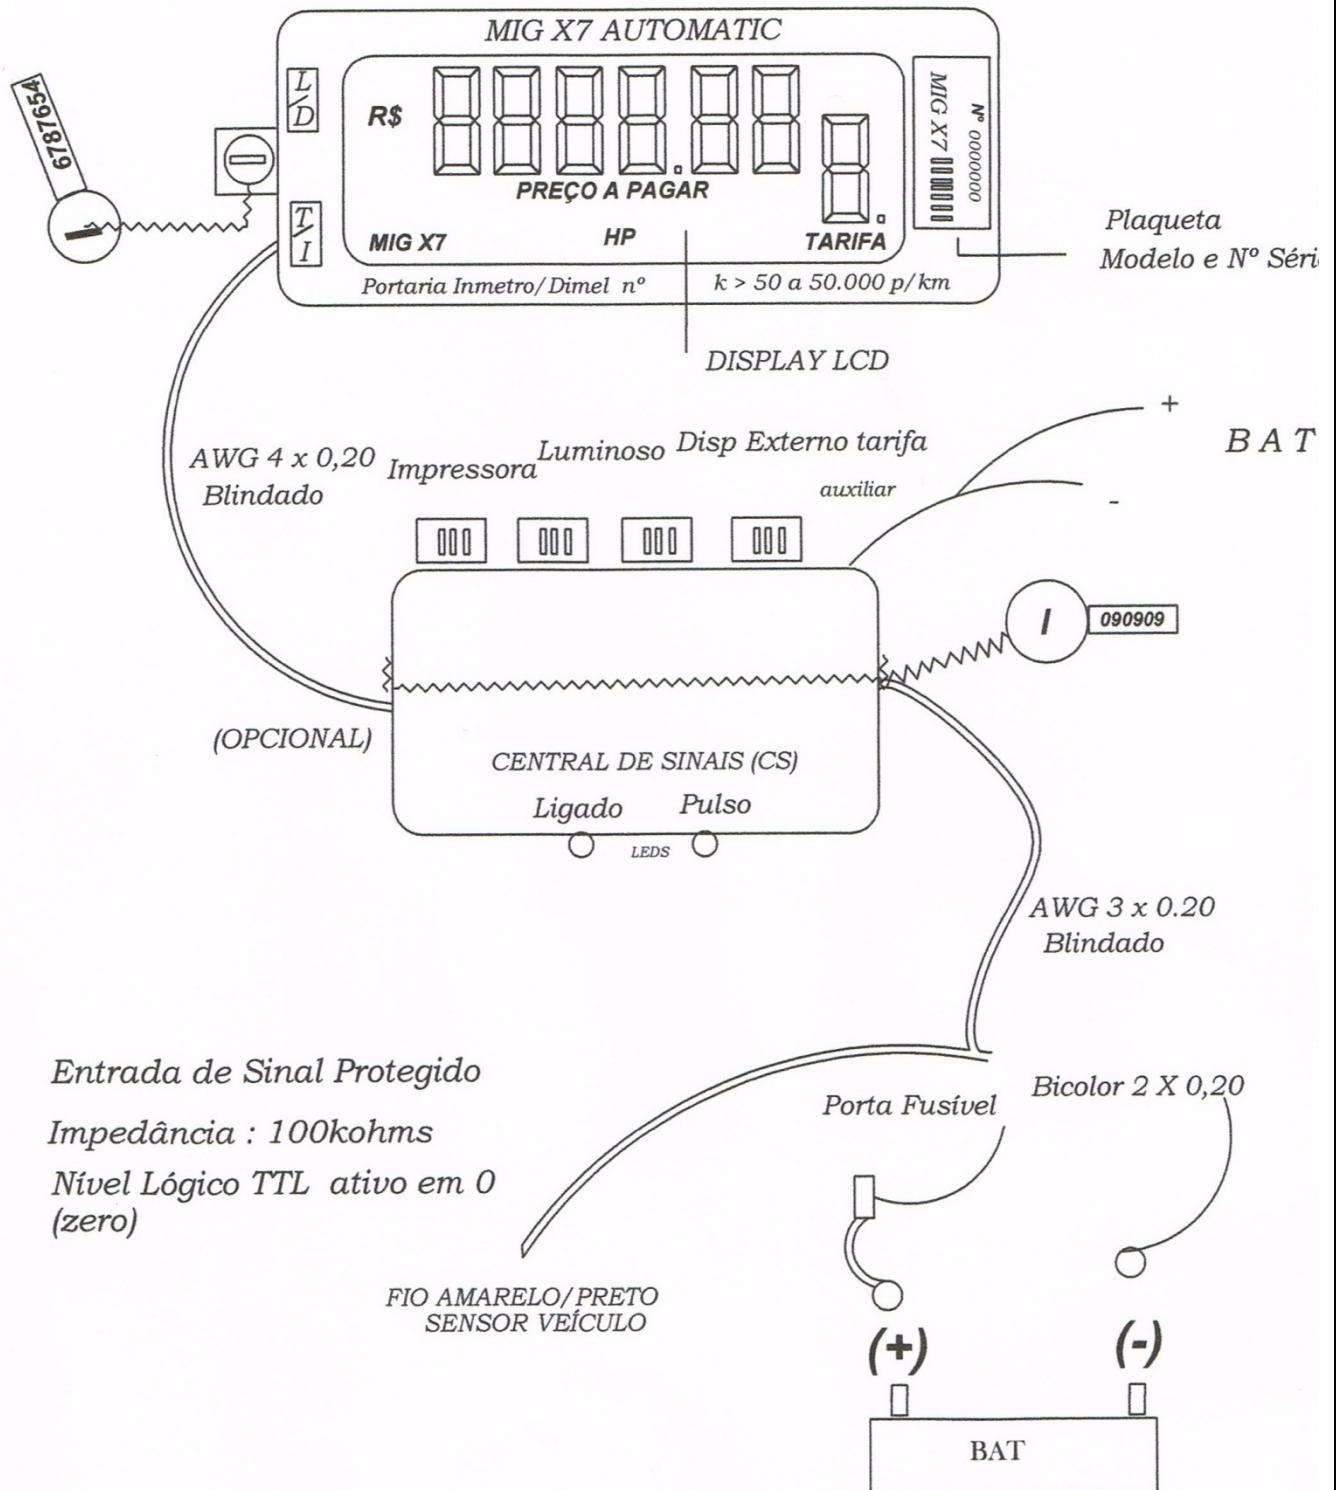 MIG X7 AUTOMATIC
L/D
T/I
6787654
R$
PREÇO A PAGAR
MIG X7
HP
TARIFA
MIG X7
Nº 0000000
Portaria Inmetro/Dimel nº
k > 50 a 50.000 p/km
Plaqueta
Modelo e Nº Séri
DISPLAY LCD
+
B A T
-
AWG 4 x 0,20
Blindado
Impressora
Luminoso
Disp Externo tarifa
auxiliar
090909
(OPCIONAL)
CENTRAL DE SINAIS (CS)
Ligado
Pulso
LEDS
AWG 3 x 0.20
Blindado
Entrada de Sinal Protegido
Impedância : 100kohms
Nível Lógico TTL ativo em 0
(zero)
Porta Fusível
Bicolor 2 X 0,20
FIO AMARELO/PRETO
SENSOR VEÍCULO
(+)
(-)
BAT